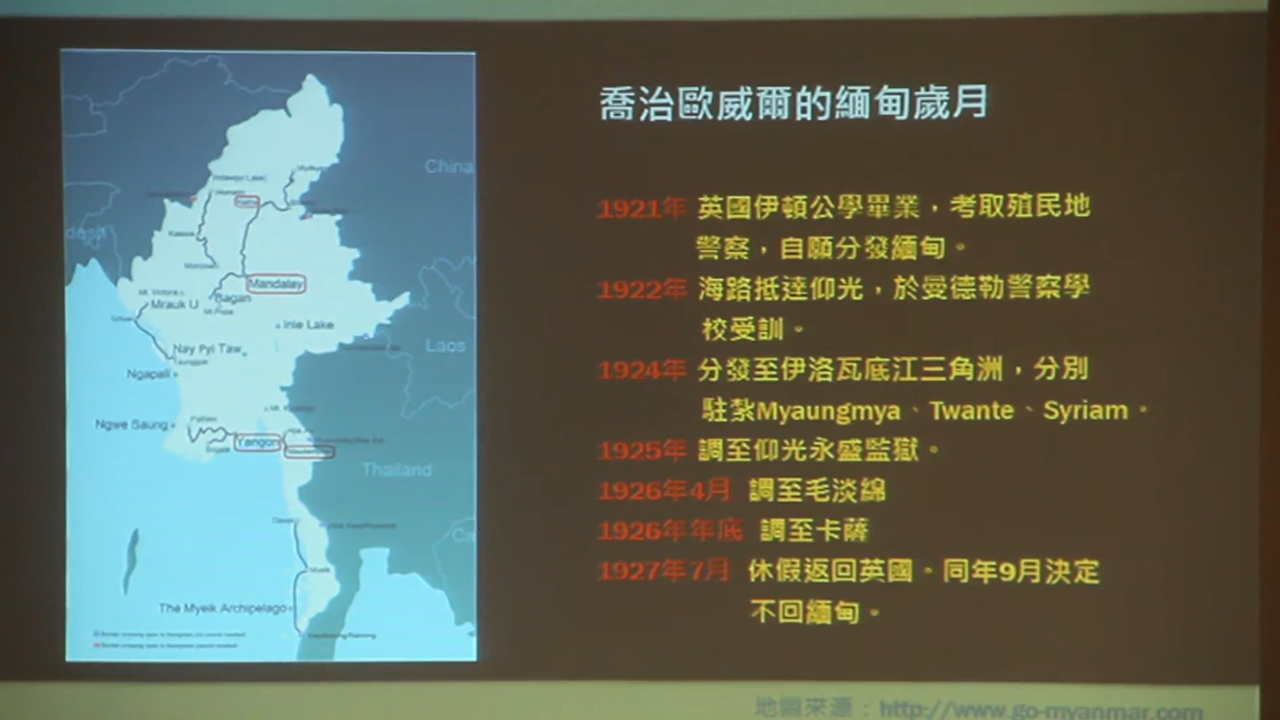 喬治歐威爾的緬甸歲月
1921年 英國伊頓公學畢業，考取殖民地
警察，自願分發緬甸。
1922年 海路抵達仰光，於曼德勒警察學
校受訓。
1924年 分發至伊洛瓦底江三角洲，分別
駐紮Myaungmya、Twante、Syriam。
1925年 調至仰光永盛監獄。
1926年4月 調至毛淡綿
1926年年底 調至卡薩
1927年7月 休假返回英國。同年9月決定
不回緬甸。
China
Mandalay
Mrauk U
Bagan
Inle Lake
Nay Pyi Taw
Laos
Ngapali
Ngwe Saung
Yangon
Thailand
The Myeik Archipelago
地圖來源：http://www.go-myanmar.com